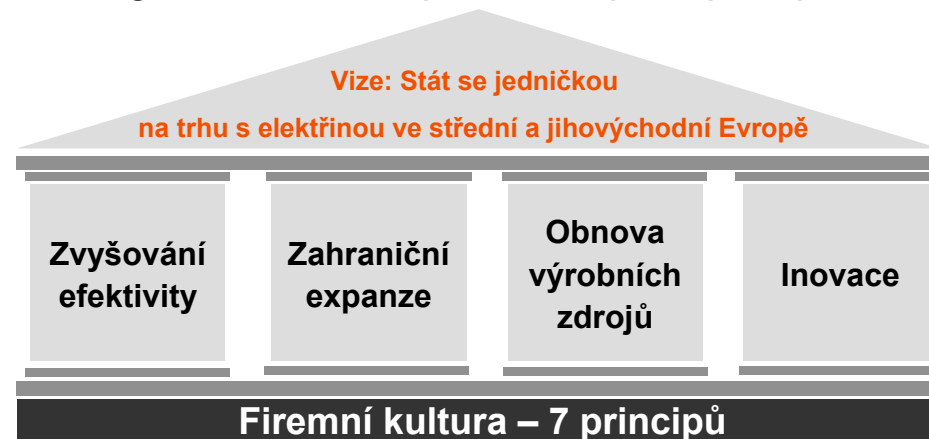 Vize: Stát se jedničkou
na trhu s elektřinou ve střední a jihovýchodní Evropě
Zvyšování
efektivity
Zahraniční
expanze
Obnova
výrobních
zdrojů
Inovace
Firemní kultura – 7 principů